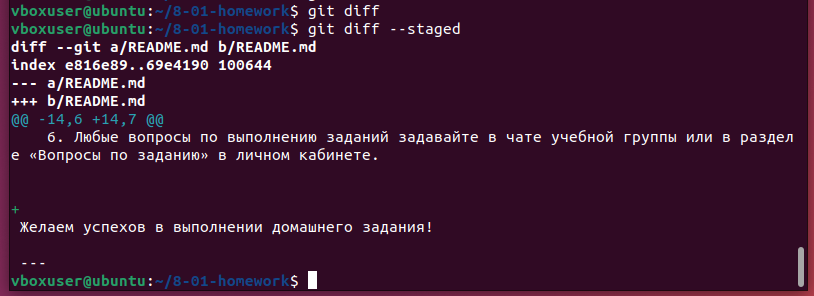 vboxuser@ubuntu:~/8-01-homework$ git diff
vboxuser@ubuntu:~/8-01-homework$ git diff --staged
diff --git a/README.md b/README.md
index e816e89..69e4190 100644
--- a/README.md
+++ b/README.md
@@ -14,6 +14,7 @@
    6. Любые вопросы по выполнению заданий задавайте в чате учебной группы или в раздел
е «Вопросы по заданию» в личном кабинете.
+
 Желаем успехов в выполнении домашнего задания!
 ---
vboxuser@ubuntu:~/8-01-homework$